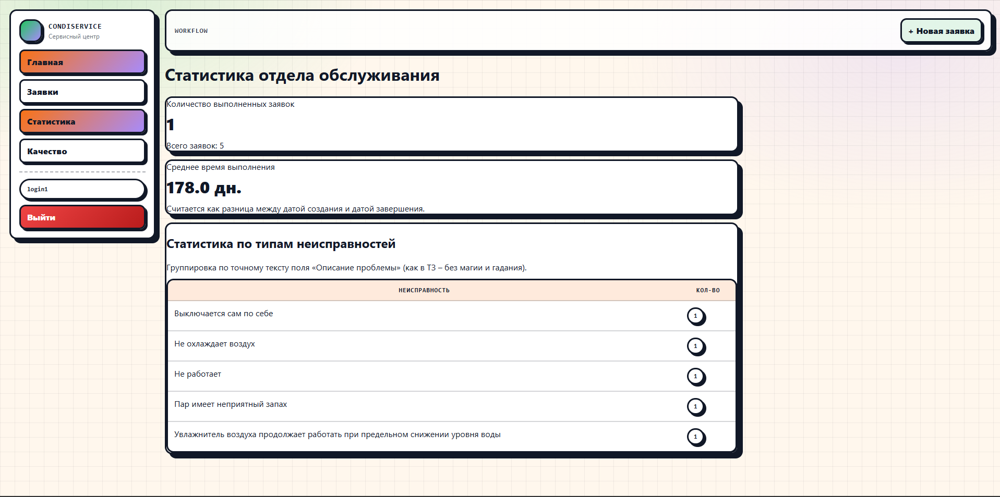 CONDISERVICE
Сервисный центр
Главная
Заявки
Статистика
Качество
login1
Выйти
WORKFLOW
+ Новая заявка
Статистика отдела обслуживания
Количество выполненных заявок
1
Всего заявок: 5
Среднее время выполнения
178.0 дн.
Считается как разница между датой создания и датой завершения.
Статистика по типам неисправностей
Группировка по точному тексту поля «Описание проблемы» (как в ТЗ – без магии и гадания).
НЕИСПРАВНОСТЬ КОЛ-ВО
Выключается сам по себе 1
Не охлаждает воздух 1
Не работает 1
Пар имеет неприятный запах 1
Увлажнитель воздуха продолжает работать при предельном снижении уровня воды 1